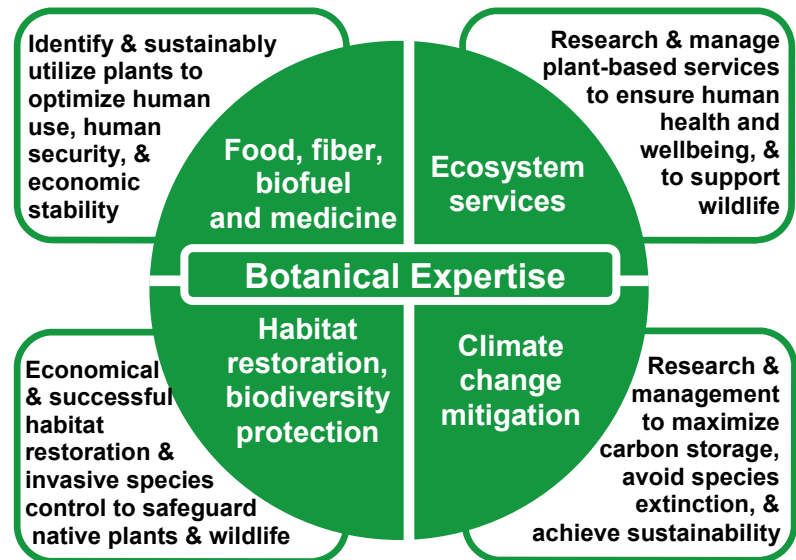 Identify & sustainably
utilize plants to
optimize human
use, human
security, &
economic
stability
Food, fiber,
biofuel
and medicine
Ecosystem
services
Research & manage
plant-based services
to ensure human
health and
wellbeing, &
to support
wildlife
Botanical Expertise
Economical
& successful
habitat
restoration &
invasive species
control to safeguard
native plants & wildlife
Habitat
restoration,
biodiversity
protection
Climate
change
mitigation
Research &
management
to maximize
carbon storage,
avoid species
extinction, &
achieve sustainability